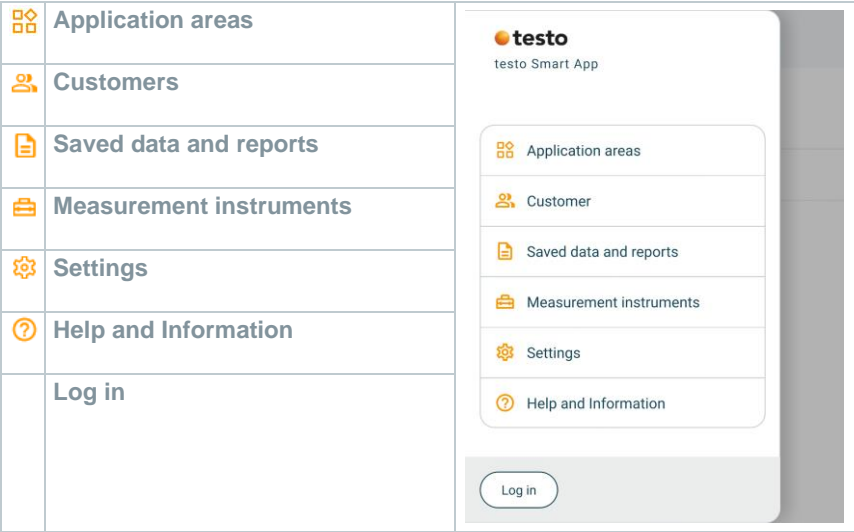 Application areas
Customers
Saved data and reports
Measurement instruments
Settings
Help and Information
Log in
testo
testo Smart App
Application areas
Customer
Saved data and reports
Measurement instruments
Settings
Help and Information
Log in